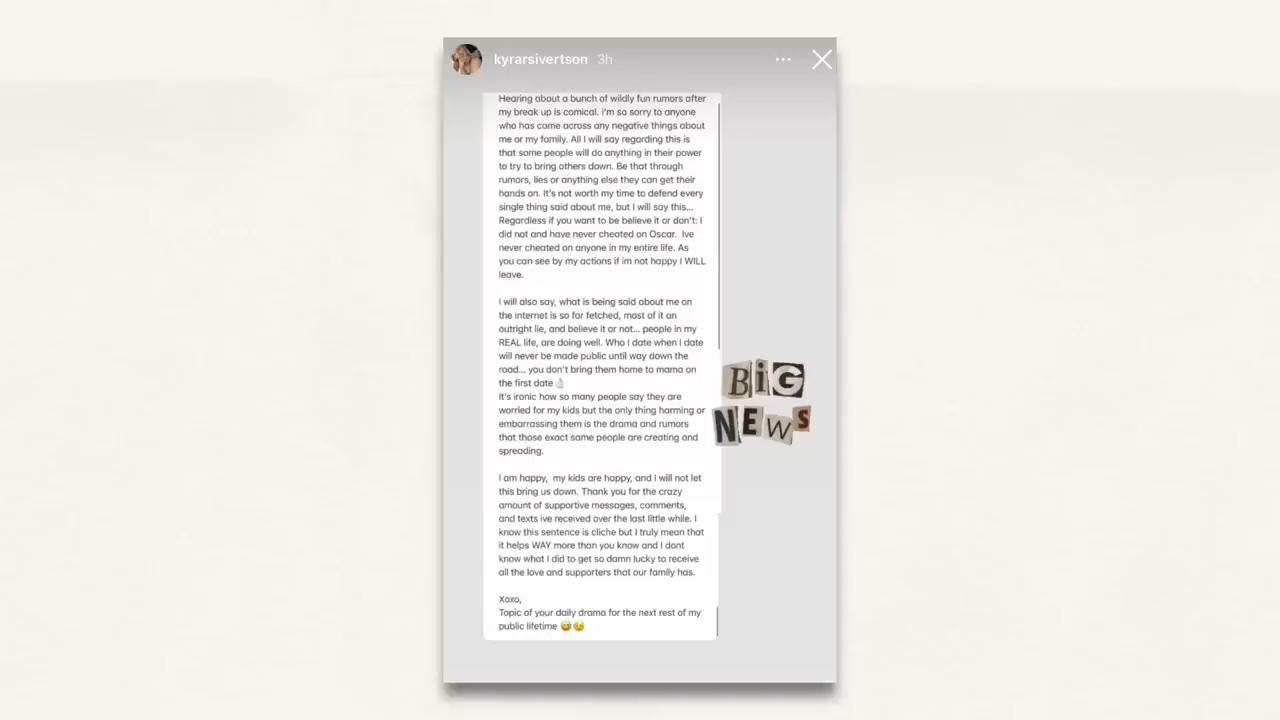 kyrarsivertson 3h
Hearing about a bunch of wildly fun rumors after
my break up is comical. I'm so sorry to anyone
who has come across any negative things about
me or my family. All I will say regarding this is
that some people will do anything in their power
to try to bring others down. Be that through
rumors, lies or anything else they can get their
hands on. It's not worth my time to defend every
single thing said about me, but I will say this...
Regardless if you want to be believe it or don't: I
did not and have never cheated on Oscar.  Ive
never cheated on anyone in my entire life. As
you can see by my actions if im not happy I WILL
leave.
I will also say, what is being said about me on
the internet is so far fetched, most of it an
outright lie, and believe it or not... people in my
REAL life, are doing well. Who I date when I date
will never be made public until way down the
road... you don't bring them home to mama on
the first date👌🏻
It's ironic how so many people say they are
worried for my kids but the only thing harming or
embarrassing them is the drama and rumors
that those exact same people are creating and
spreading.
I am happy,  my kids are happy, and I will not let
this bring us down. Thank you for the crazy
amount of supportive messages, comments,
and texts ive received over the last little while. I
know this sentence is cliche but I truly mean that
it helps WAY more than you know and I dont
know what I did to get so damn lucky to receive
all the love and supporters that our family has.
Xoxo,
Topic of your daily drama for the next rest of my
public lifetime 😅😉
BiG
NEWS